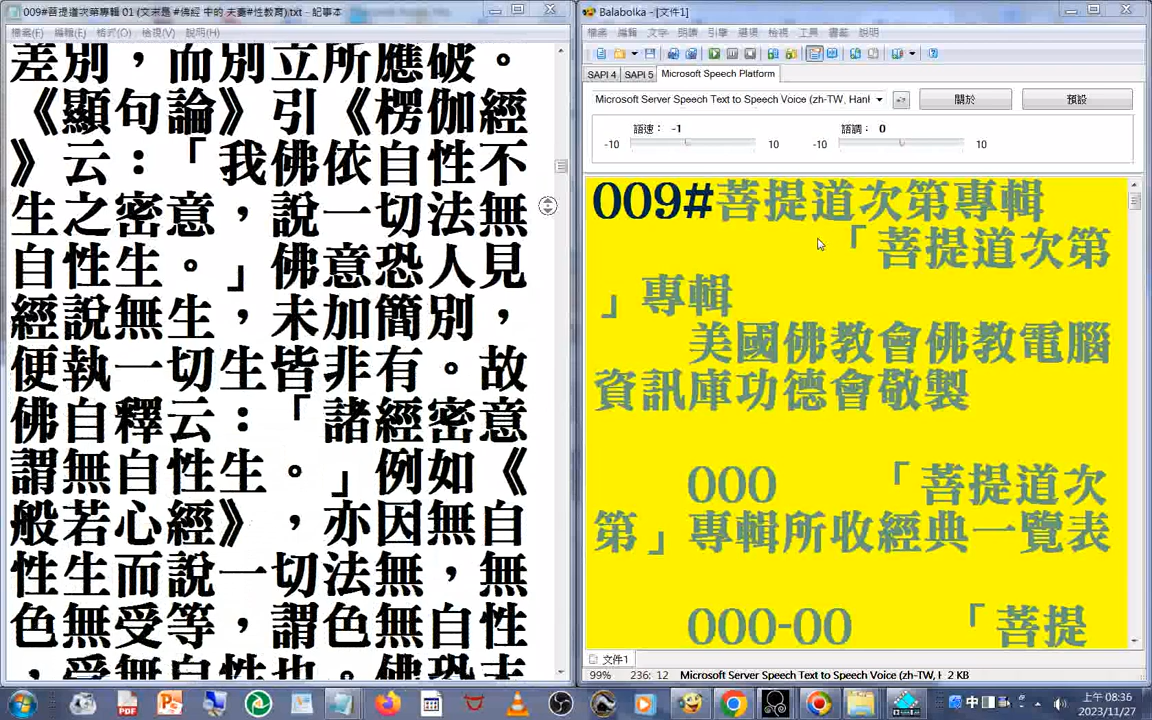 009#菩提道次第專輯 01 (文末是 #佛經 中的 夫妻#性教育).txt - 記事本
檔案(F) 編輯(E) 格式(O) 檢視(V) 說明(H)
差別，而別立所應破。
《顯句論》引《楞伽經
》云：「我佛依自性不
生之密意，說一切法無
自性生。」佛意恐人見
經說無生，未加簡別，
便執一切生皆非有。故
佛自釋云：「諸經密意
謂無自性生。」例如《
般若心經》，亦因無自
性生而說一切法無，無
色無受等，謂色無自性
，受無自性也。佛恐未
Balabolka - [文件1]
檔案 編輯 文字 朗讀 引擎 選項 檢視 工具 書籤 說明
SAPI 4 SAPI 5 Microsoft Speech Platform
Microsoft Server Speech Text to Speech Voice (zh-TW, Hanl
關於 預設
語速： -1 語調： 0
-10 10 -10 10
009#菩提道次第專輯
「菩提道次第
」專輯
美國佛教會佛教電腦
資訊庫功德會敬製
000 「菩提道次
第」專輯所收經典一覽表
000-00 「菩提
文件1
99% 236: 12 Microsoft Server Speech Text to Speech Voice (zh-TW, H 2 KB
中
上午 08:36
2023/11/27